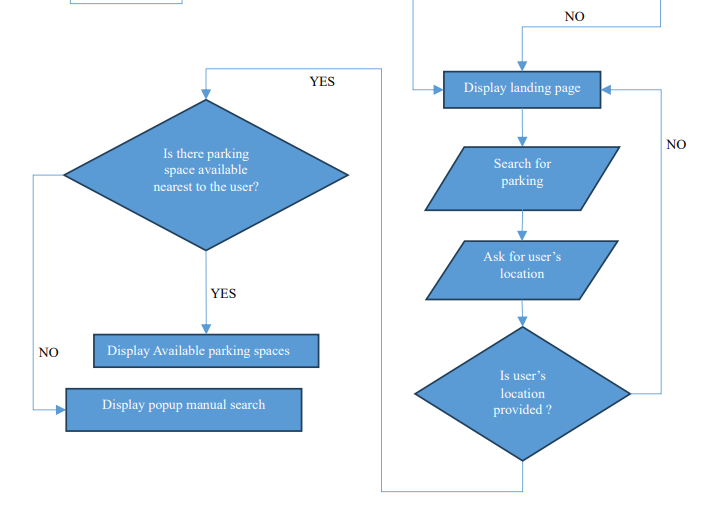 NO
Display landing page
YES
NO
Is there parking
space available
nearest to the user?
Search for
parking
Ask for user’s
location
YES
Display Available parking spaces
NO
Is user’s
location
provided ?
Display popup manual search